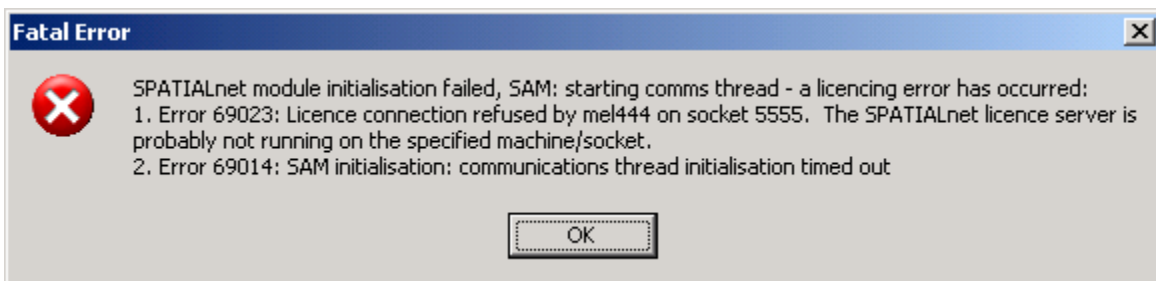 Fatal Error
SPATIALnet module initialisation failed, SAM: starting comms thread - a licencing error has occurred:
1. Error 69023: Licence connection refused by mel444 on socket 5555.  The SPATIALnet licence server is
probably not running on the specified machine/socket.
2. Error 69014: SAM initialisation: communications thread initialisation timed out
OK